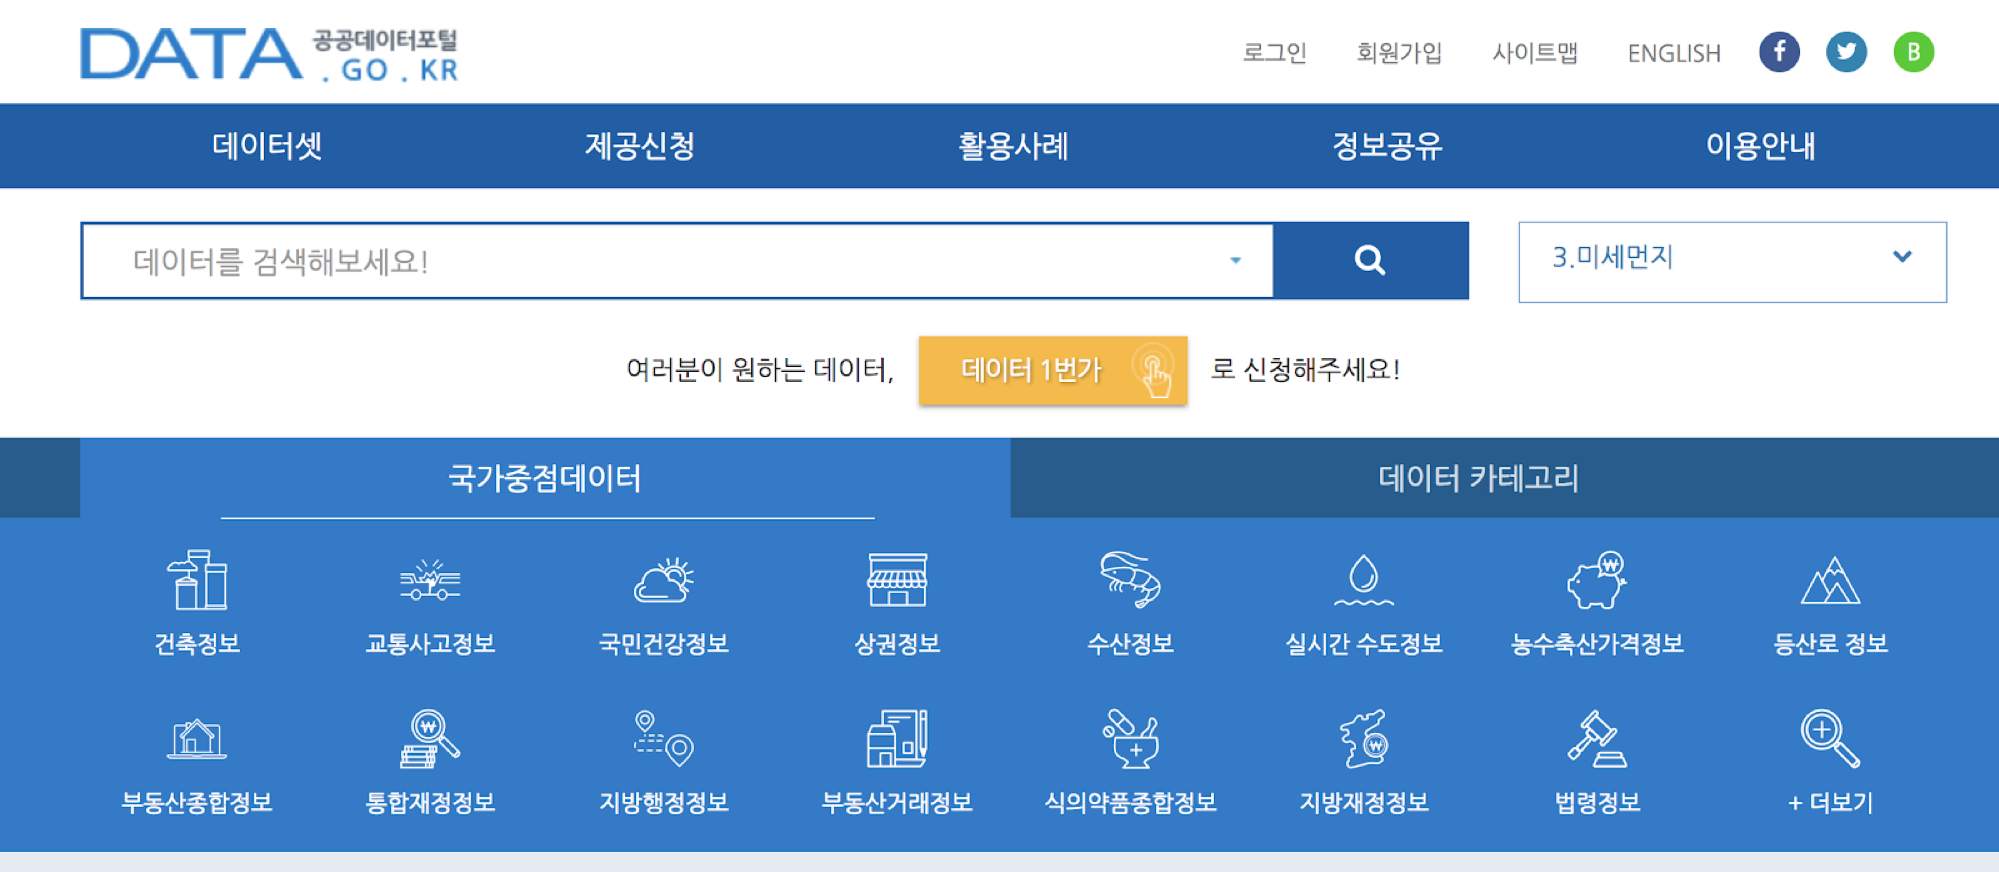 DATA 공공데이터포털
.GO.KR
로그인 회원가입 사이트맵 ENGLISH f B
데이터셋 제공신청 활용사례 정보공유 이용안내
데이터를 검색해보세요! 3.미세먼지
여러분이 원하는 데이터, 데이터 1번가 로 신청해주세요!
국가중점데이터 데이터 카테고리
건축정보 교통사고정보 국민건강정보 상권정보 수산정보 실시간 수도정보 농수축산가격정보 등산로 정보
부동산종합정보 통합재정정보 지방행정정보 부동산거래정보 식의약품종합정보 지방재정정보 법령정보 + 더보기